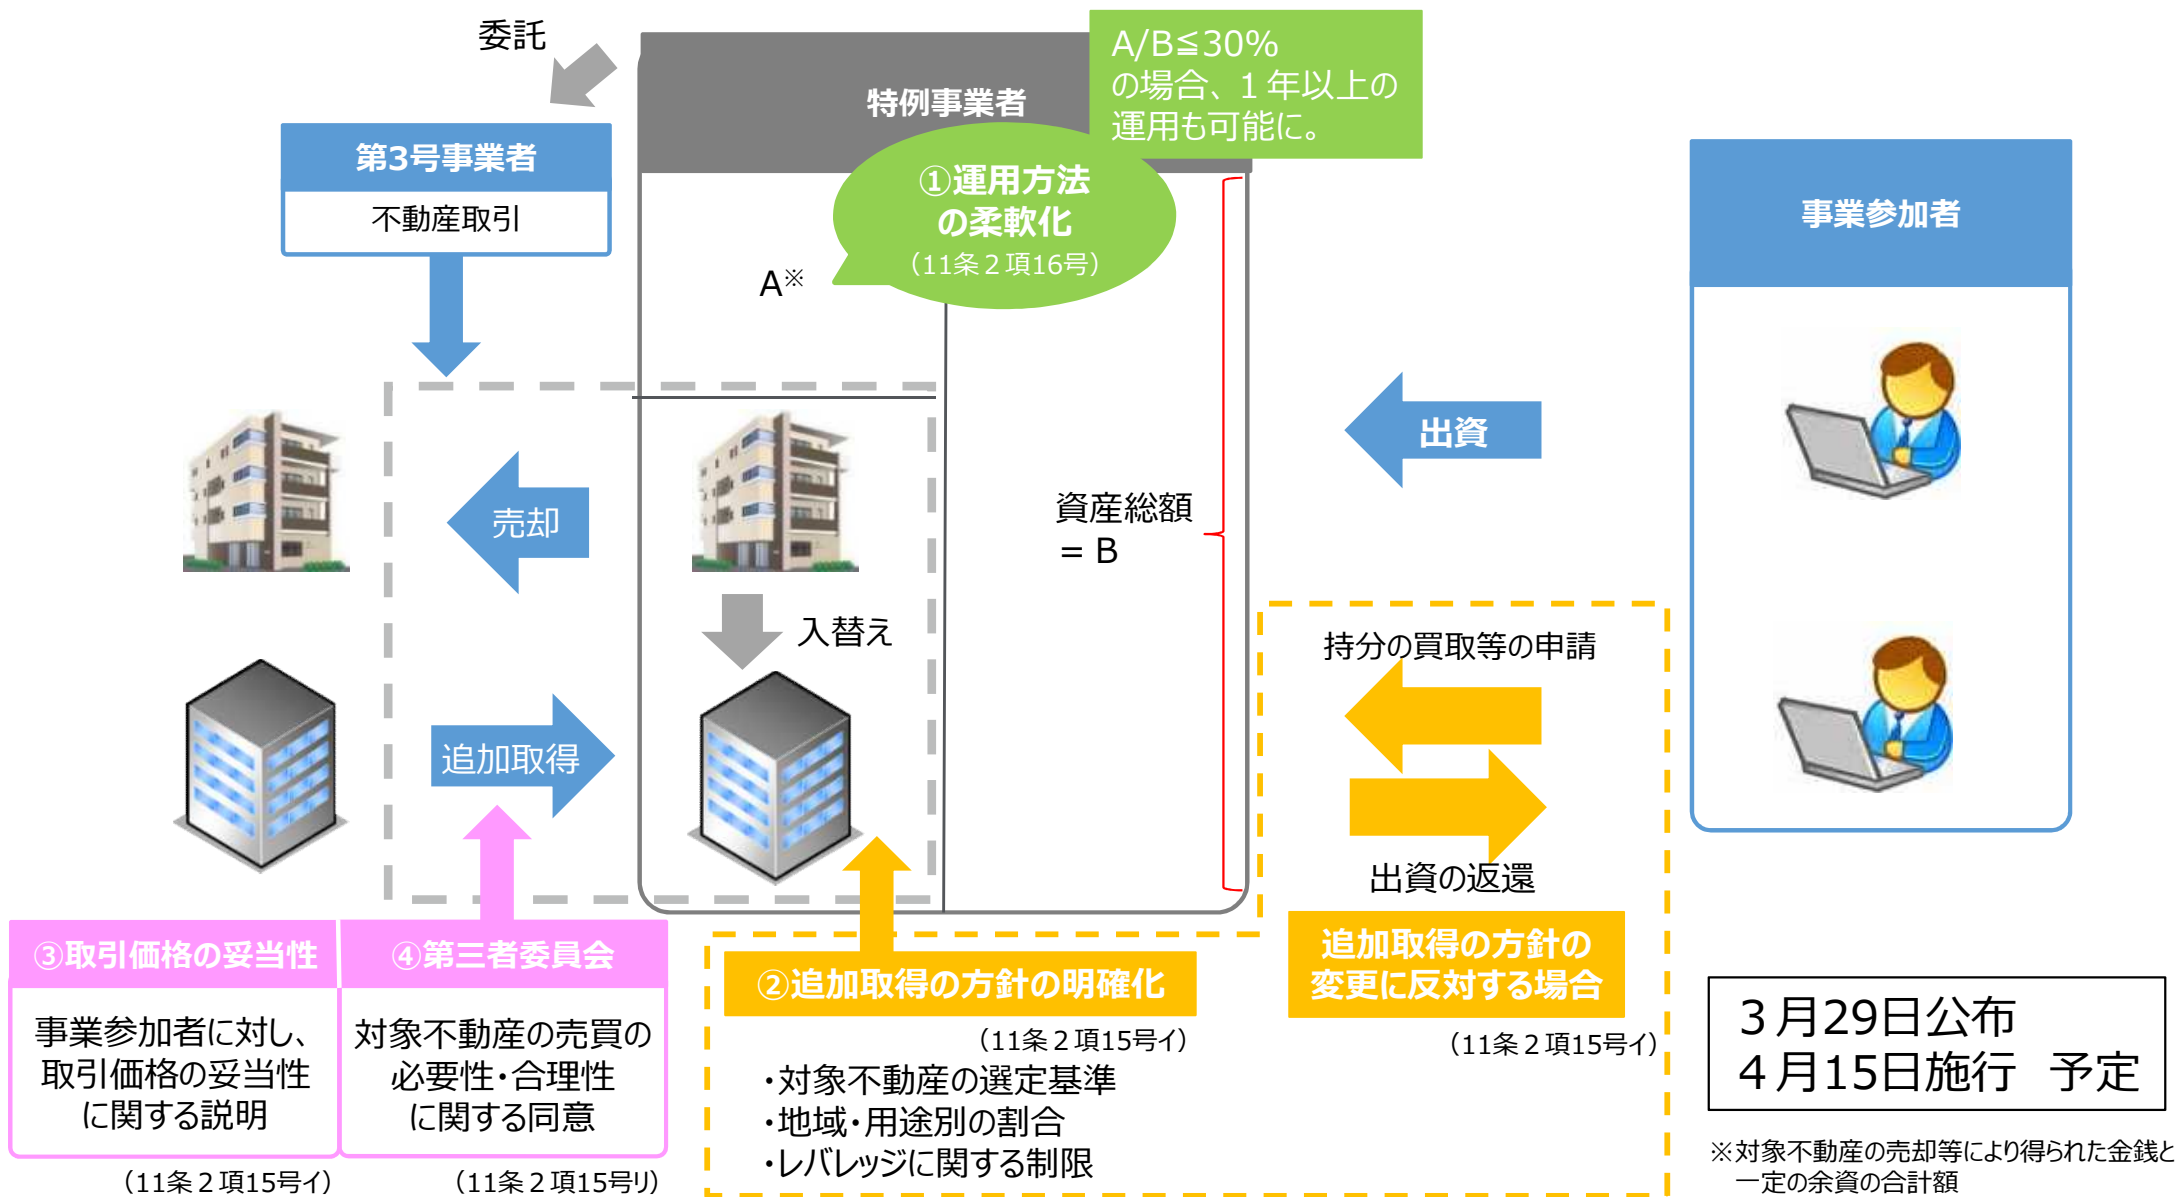 委託
特例事業者
A/B≦30%
の場合、１年以上の
運用も可能に。
第3号事業者
不動産取引
①運用方法
の柔軟化
（11条２項16号）
A※
事業参加者
出資
売却
資産総額
= B
入替え
追加取得
持分の買取等の申請
出資の返還
追加取得の方針の
変更に反対する場合
（11条２項15号イ）
③取引価格の妥当性
事業参加者に対し、
取引価格の妥当性
に関する説明
（11条２項15号イ）
④第三者委員会
対象不動産の売買の
必要性・合理性
に関する同意
（11条２項15号リ）
②追加取得の方針の明確化
（11条２項15号イ）
・対象不動産の選定基準
・地域・用途別の割合
・レバレッジに関する制限
３月29日公布
４月15日施行　予定
※対象不動産の売却等により得られた金銭と
一定の余資の合計額